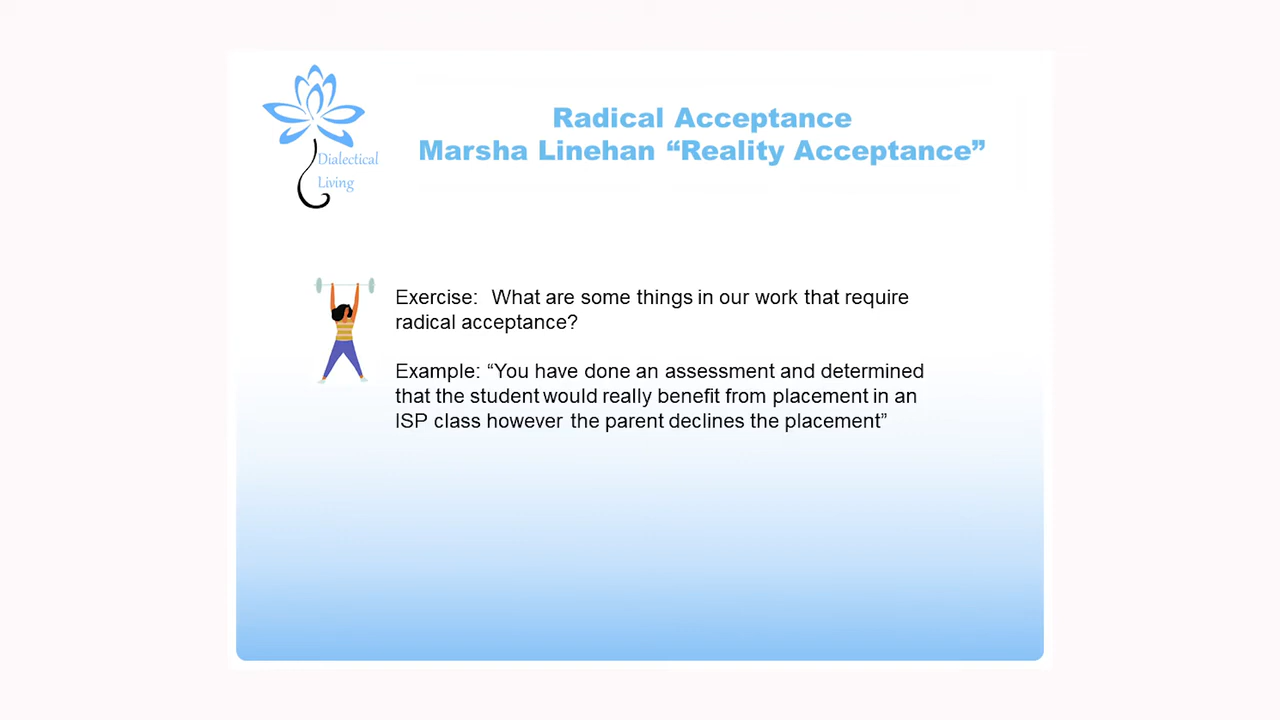 Dialectical
Living
Radical Acceptance
Marsha Linehan “Reality Acceptance”
Exercise: What are some things in our work that require
radical acceptance?
Example: “You have done an assessment and determined
that the student would really benefit from placement in an
ISP class however the parent declines the placement”